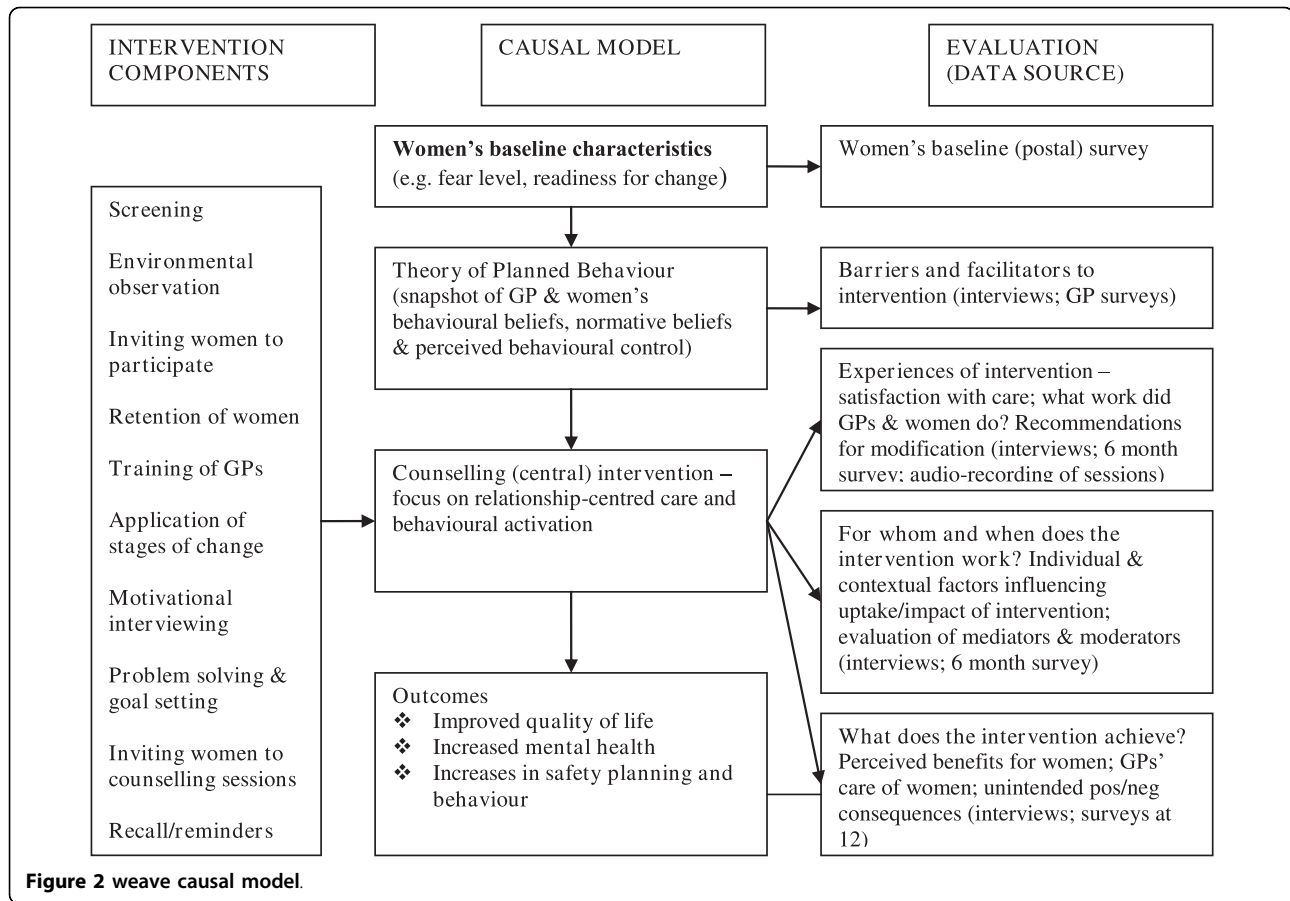 INTERVENTION
COMPONENTS
CAUSAL MODEL
EVALUATION
(DATA SOURCE)
Women's baseline characteristics
(e.g. fear level, readiness for change)
Women's baseline (postal) survey
Screening
Environmental
observation
Inviting women to
participate
Retention of women
Training of GPs
Application of
stages of change
Motivational
interviewing
Problem solving &
goal setting
Inviting women to
counselling sessions
Recall/reminders
Theory of Planned Behaviour
(snapshot of GP & women's
behavioural beliefs, normative beliefs
& perceived behavioural control)
Barriers and facilitators to
intervention (interviews; GP surveys)
Counselling (central) intervention –
focus on relationship-centred care and
behavioural activation
Experiences of intervention –
satisfaction with care; what work did
GPs & women do? Recommendations
for modification (interviews; 6 month
survey; audio-recording of sessions)
For whom and when does the
intervention work? Individual &
contextual factors influencing
uptake/impact of intervention;
evaluation of mediators & moderators
(interviews; 6 month survey)
Outcomes
❖ Improved quality of life
❖ Increased mental health
❖ Increases in safety planning and
behaviour
What does the intervention achieve?
Perceived benefits for women; GPs'
care of women; unintended pos/neg
consequences (interviews; surveys at
12)
Figure 2 weave causal model.